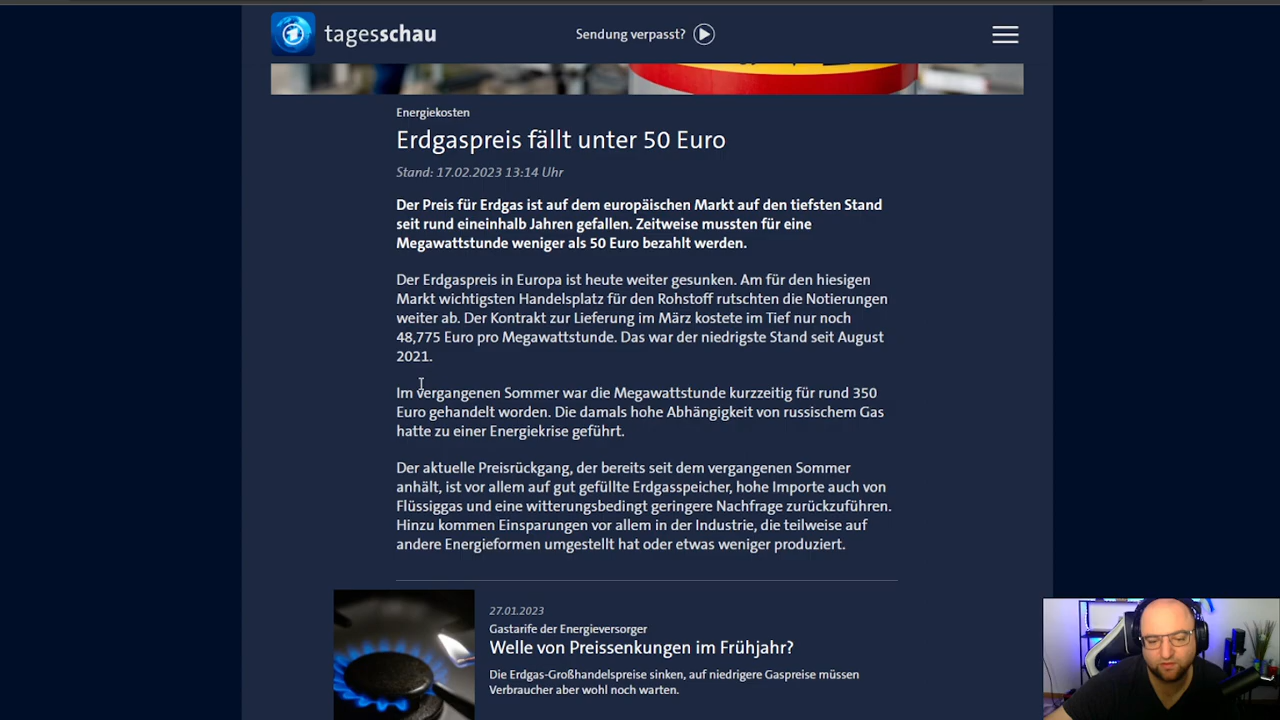 tagesschau
Sendung verpasst?
Energiekosten
Erdgaspreis fällt unter 50 Euro
Stand: 17.02.2023 13:14 Uhr
Der Preis für Erdgas ist auf dem europäischen Markt auf den tiefsten Stand
seit rund eineinhalb Jahren gefallen. Zeitweise mussten für eine
Megawattstunde weniger als 50 Euro bezahlt werden.
Der Erdgaspreis in Europa ist heute weiter gesunken. Am für den hiesigen
Markt wichtigsten Handelsplatz für den Rohstoff rutschten die Notierungen
weiter ab. Der Kontrakt zur Lieferung im März kostete im Tief nur noch
48,775 Euro pro Megawattstunde. Das war der niedrigste Stand seit August
2021.
Im vergangenen Sommer war die Megawattstunde kurzzeitig für rund 350
Euro gehandelt worden. Die damals hohe Abhängigkeit von russischem Gas
hatte zu einer Energiekrise geführt.
Der aktuelle Preisrückgang, der bereits seit dem vergangenen Sommer
anhält, ist vor allem auf gut gefüllte Erdgasspeicher, hohe Importe auch von
Flüssiggas und eine witterungsbedingt geringere Nachfrage zurückzuführen.
Hinzu kommen Einsparungen vor allem in der Industrie, die teilweise auf
andere Energieformen umgestellt hat oder etwas weniger produziert.
27.01.2023
Gastarife der Energieversorger
Welle von Preissenkungen im Frühjahr?
Die Erdgas-Großhandelspreise sinken, auf niedrigere Gaspreise müssen
Verbraucher aber wohl noch warten.